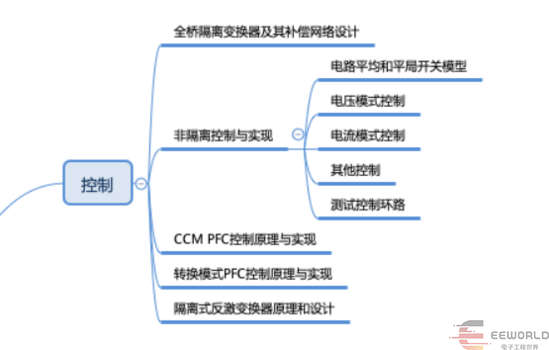 控制
全桥隔离变换器及其补偿网络设计
非隔离控制与实现
电路平均和平局开关模型
电压模式控制
电流模式控制
其他控制
测试控制环路
CCM PFC控制原理与实现
转换模式PFC控制原理与实现
隔离式反激变换器原理和设计
EEWORLD
电子工程世界